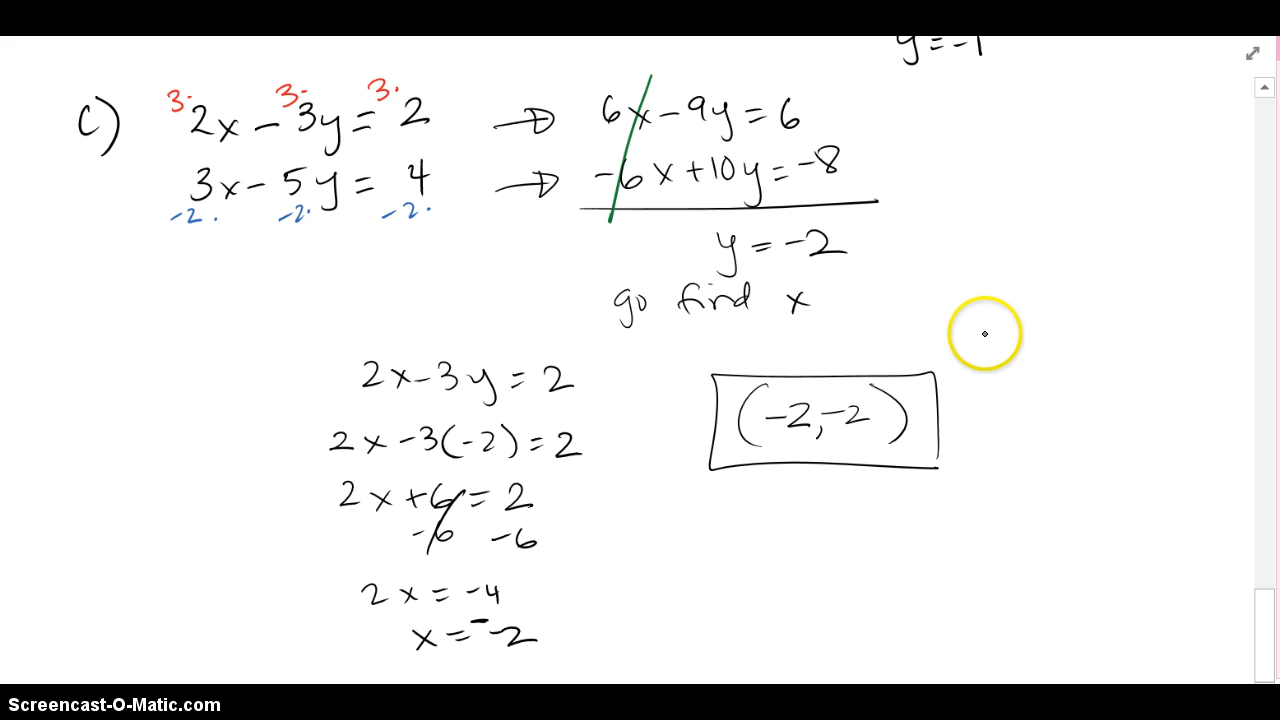 y = -1
c) 3· 2x - 3· 3y = 3· 2 → 6x - 9y = 6
3x - 5y = 4 → -6x + 10y = -8
-2· -2· -2·
y = -2
go find x
2x - 3y = 2
(-2, -2)
2x - 3(-2) = 2
2x + 6 = 2
-6 -6
2x = -4
x = -2
Screencast-O-Matic.com